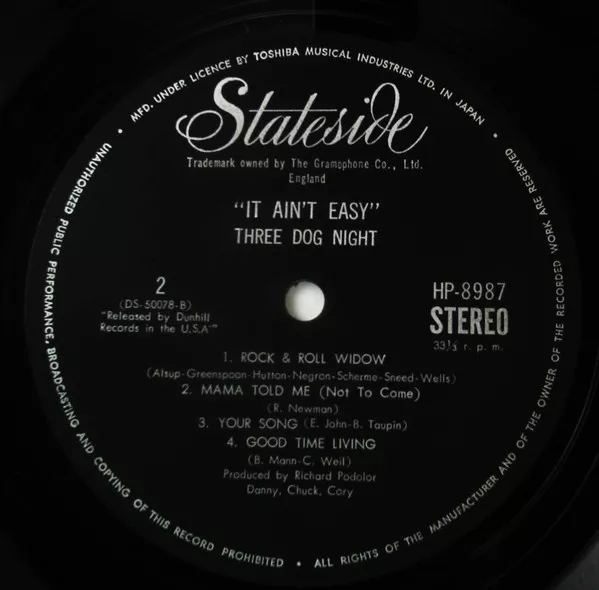 MFD. UNDER LICENCE BY TOSHIBA MUSICAL INDUSTRIES LTD. IN JAPAN •
Stateside
Trademark owned by The Gramophone Co., Ltd.
England
"IT AIN'T EASY"
THREE DOG NIGHT
2
(DS-50078-B)
"Released by Dunhill
Records in the U.S.A"
HP-8987
STEREO
33⅓ r. p. m.
1. ROCK & ROLL WIDOW
(Alsup-Greenspoon-Hutton-Negron-Scherme-Sneed-Wells)
2. MAMA TOLD ME (Not To Come)
(R. Newman)
3. YOUR SONG (E. John-B. Taupin)
4. GOOD TIME LIVING
(B. Mann-C. Weil)
Produced by Richard Podolor
Danny, Chuck, Cory
• UNAUTHORIZED PUBLIC PERFORMANCE, BROADCASTING AND COPYING OF THIS RECORD PROHIBITED •
ALL RIGHTS OF THE MANUFACTURER AND OF THE OWNER OF THE RECORDED WORK ARE RESERVED